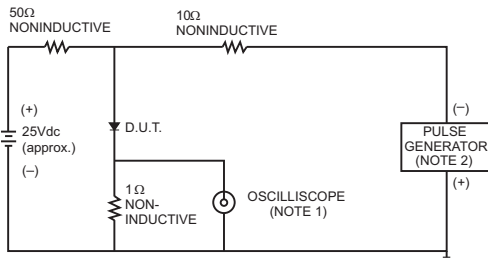 50Ω
NONINDUCTIVE
10Ω
NONINDUCTIVE
(+)
25Vdc
(approx.)
(–)
D.U.T.
1Ω
NON-
INDUCTIVE
OSCILLISCOPE
(NOTE 1)
(–)
PULSE
GENERATOR
(NOTE 2)
(+)